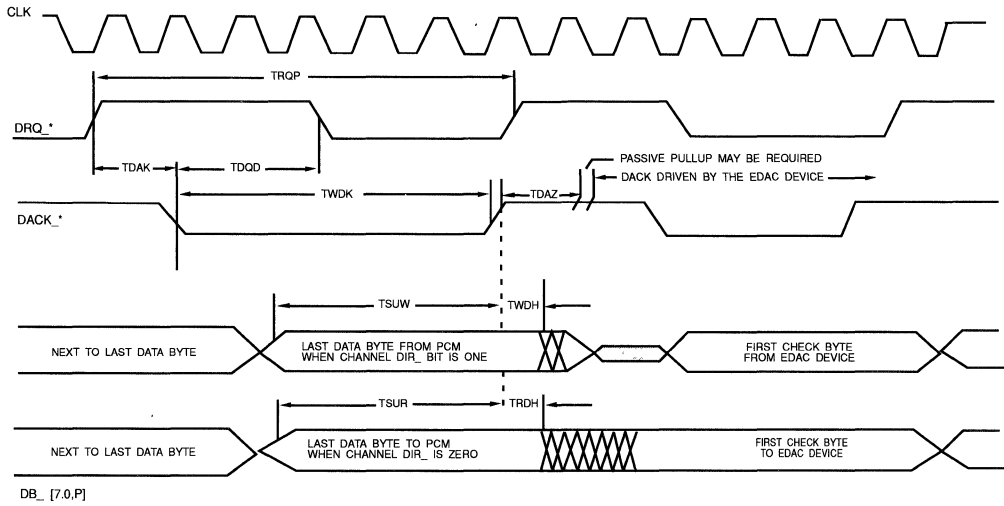 CLK
TRQP
DRQ_*
TDAK
TDQD
PASSIVE PULLUP MAY BE REQUIRED
DACK DRIVEN BY THE EDAC DEVICE
TWDK
TDAZ
DACK_*
TSUW
TWDH
NEXT TO LAST DATA BYTE
LAST DATA BYTE FROM PCM
WHEN CHANNEL DIR_ BIT IS ONE
FIRST CHECK BYTE
FROM EDAC DEVICE
TSUR
TRDH
NEXT TO LAST DATA BYTE
LAST DATA BYTE TO PCM
WHEN CHANNEL DIR_ IS ZERO
FIRST CHECK BYTE
TO EDAC DEVICE
DB_ [7.0,P]